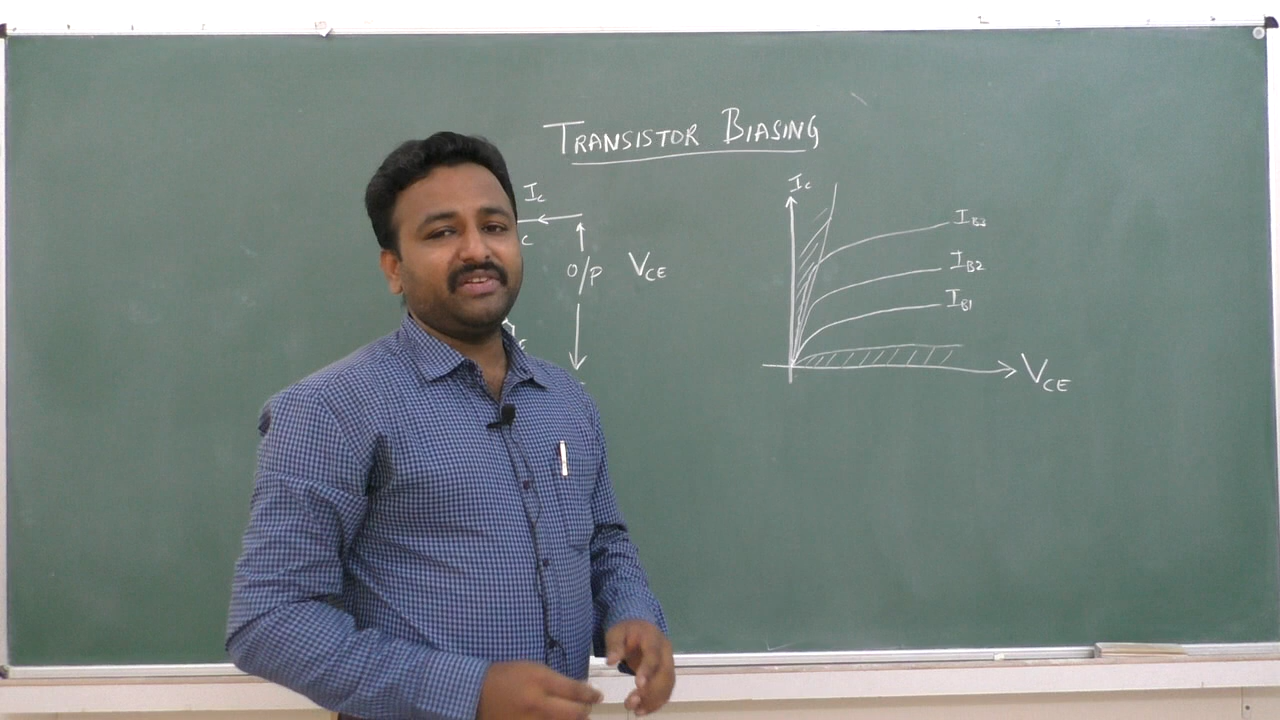 TRANSISTOR BIASING
IC
C
O/P VCE
E
IC
IB3
IB2
IB1
VCE